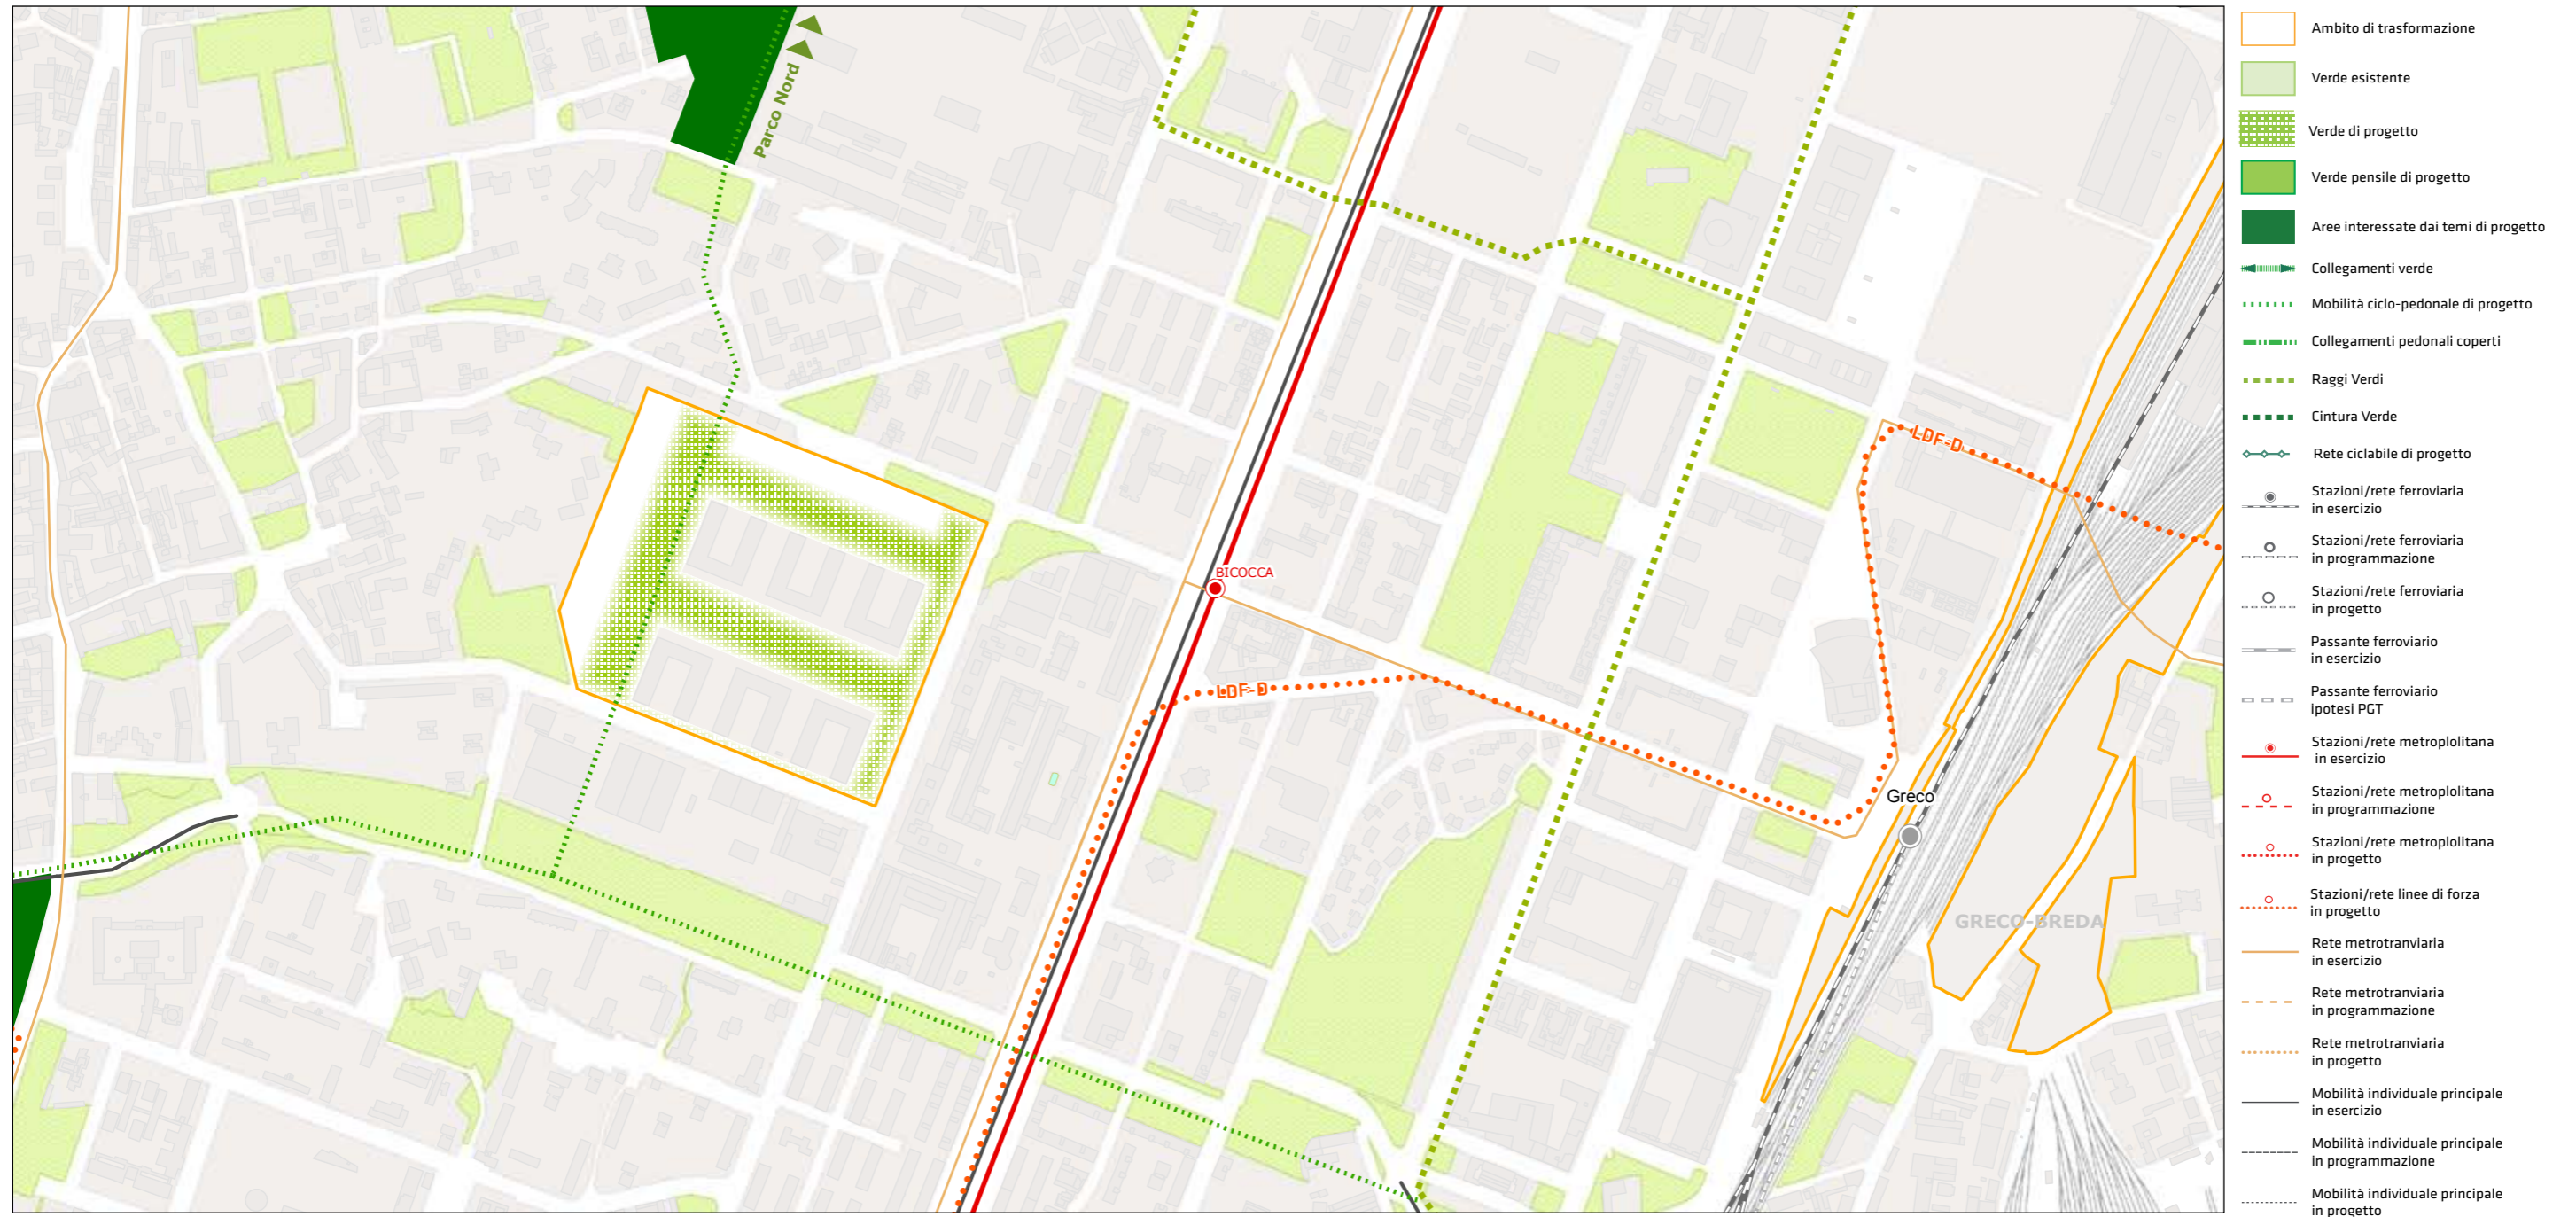 Parco Nord
BICOCCA
LDF-D
LDF-D
Greco
GRECO-BREDA
Ambito di trasformazione
Verde esistente
Verde di progetto
Verde pensile di progetto
Aree interessate dai temi di progetto
Collegamenti verde
Mobilità ciclo-pedonale di progetto
Collegamenti pedonali coperti
Raggi Verdi
Cintura Verde
Rete ciclabile di progetto
Stazioni/rete ferroviaria
in esercizio
Stazioni/rete ferroviaria
in programmazione
Stazioni/rete ferroviaria
in progetto
Passante ferroviario
in esercizio
Passante ferroviario
ipotesi PGT
Stazioni/rete metroplolitana
in esercizio
Stazioni/rete metroplolitana
in programmazione
Stazioni/rete metroplolitana
in progetto
Stazioni/rete linee di forza
in progetto
Rete metrotranviaria
in esercizio
Rete metrotranviaria
in programmazione
Rete metrotranviaria
in progetto
Mobilità individuale principale
in esercizio
Mobilità individuale principale
in programmazione
Mobilità individuale principale
in progetto